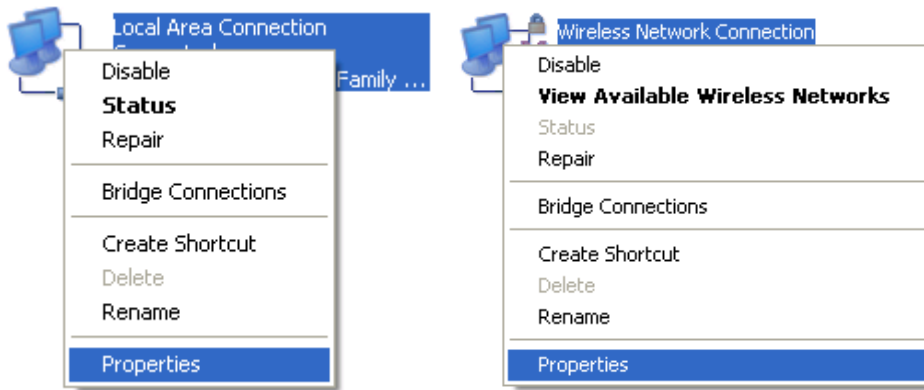 Local Area Connection
Family ...
Disable
Status
Repair
Bridge Connections
Create Shortcut
Delete
Rename
Properties
Wireless Network Connection
Disable
View Available Wireless Networks
Status
Repair
Bridge Connections
Create Shortcut
Delete
Rename
Properties